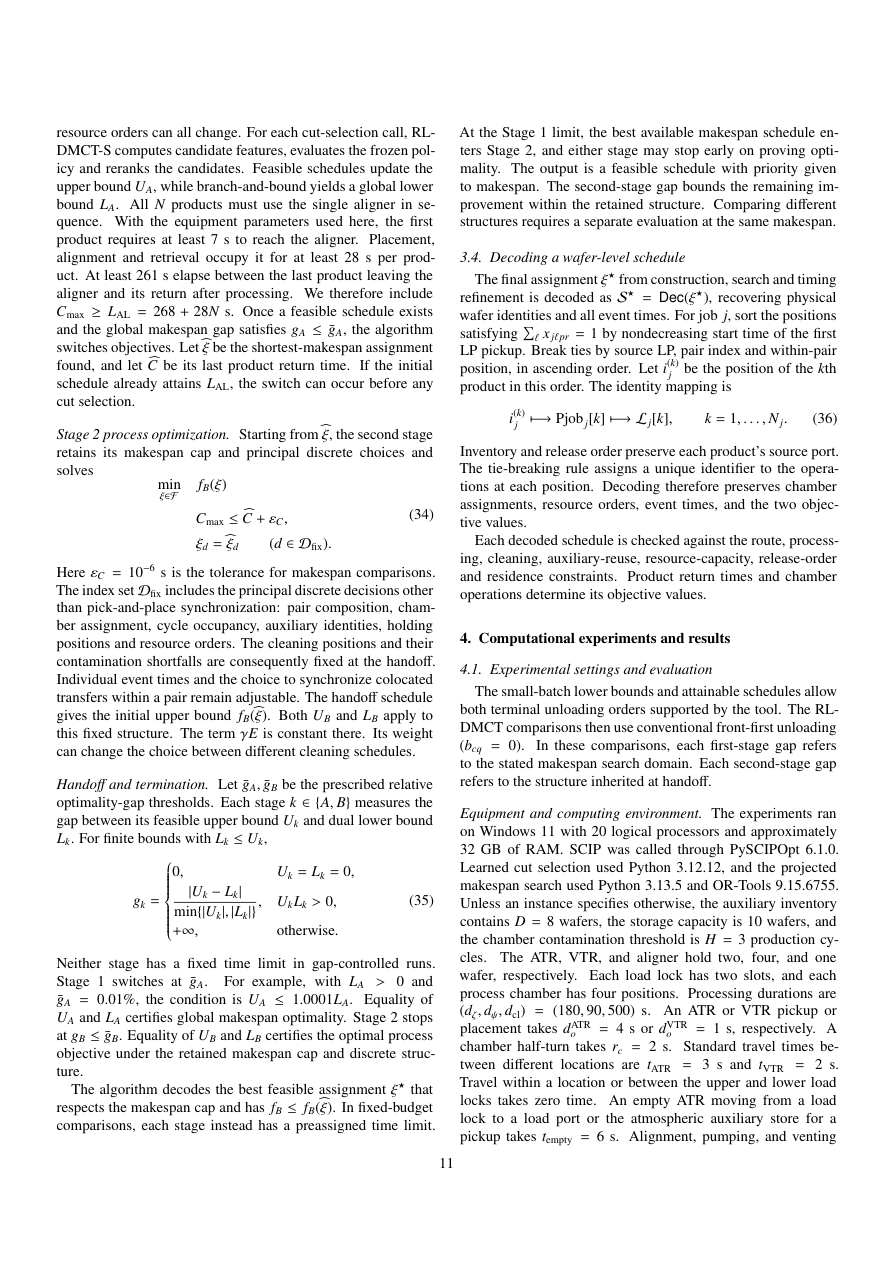 resource orders can all change. For each cut-selection call, RL-
DMCT-S computes candidate features, evaluates the frozen pol-
icy and reranks the candidates. Feasible schedules update the
upper bound U_A, while branch-and-bound yields a global lower
bound L_A. All N products must use the single aligner in se-
quence. With the equipment parameters used here, the first
product requires at least 7 s to reach the aligner. Placement,
alignment and retrieval occupy it for at least 28 s per prod-
uct. At least 261 s elapse between the last product leaving the
aligner and its return after processing. We therefore include
C_max ≥ L_AL = 268 + 28N s. Once a feasible schedule exists
and the global makespan gap satisfies g_A ≤ ḡ_A, the algorithm
switches objectives. Let ξ̂ be the shortest-makespan assignment
found, and let Ĉ be its last product return time. If the initial
schedule already attains L_AL, the switch can occur before any
cut selection.
Stage 2 process optimization. Starting from ξ̂, the second stage
retains its makespan cap and principal discrete choices and
solves
min_{ξ∈F} f_B(ξ)
C_max ≤ Ĉ + ε_C, (34)
ξ_d = ξ̂_d (d ∈ D_fix).
Here ε_C = 10^{−6} s is the tolerance for makespan comparisons.
The index set D_fix includes the principal discrete decisions other
than pick-and-place synchronization: pair composition, cham-
ber assignment, cycle occupancy, auxiliary identities, holding
positions and resource orders. The cleaning positions and their
contamination shortfalls are consequently fixed at the handoff.
Individual event times and the choice to synchronize colocated
transfers within a pair remain adjustable. The handoff schedule
gives the initial upper bound f_B(ξ̂). Both U_B and L_B apply to
this fixed structure. The term γE is constant there. Its weight
can change the choice between different cleaning schedules.
Handoff and termination. Let ḡ_A, ḡ_B be the prescribed relative
optimality-gap thresholds. Each stage k ∈ {A, B} measures the
gap between its feasible upper bound U_k and dual lower bound
L_k. For finite bounds with L_k ≤ U_k,
g_k = { 0, U_k = L_k = 0,
|U_k − L_k| / min{|U_k|, |L_k|}, U_k L_k > 0, (35)
+∞, otherwise.
Neither stage has a fixed time limit in gap-controlled runs.
Stage 1 switches at ḡ_A. For example, with L_A > 0 and
ḡ_A = 0.01%, the condition is U_A ≤ 1.0001L_A. Equality of
U_A and L_A certifies global makespan optimality. Stage 2 stops
at g_B ≤ ḡ_B. Equality of U_B and L_B certifies the optimal process
objective under the retained makespan cap and discrete struc-
ture.
The algorithm decodes the best feasible assignment ξ⋆ that
respects the makespan cap and has f_B ≤ f_B(ξ̂). In fixed-budget
comparisons, each stage instead has a preassigned time limit.
At the Stage 1 limit, the best available makespan schedule en-
ters Stage 2, and either stage may stop early on proving opti-
mality. The output is a feasible schedule with priority given
to makespan. The second-stage gap bounds the remaining im-
provement within the retained structure. Comparing different
structures requires a separate evaluation at the same makespan.
3.4. Decoding a wafer-level schedule
The final assignment ξ⋆ from construction, search and timing
refinement is decoded as S⋆ = Dec(ξ⋆), recovering physical
wafer identities and all event times. For job j, sort the positions
satisfying ∑_ℓ x_{jℓpr} = 1 by nondecreasing start time of the first
LP pickup. Break ties by source LP, pair index and within-pair
position, in ascending order. Let i_j^{(k)} be the position of the kth
product in this order. The identity mapping is
i_j^{(k)} ⟼ Pjob_j[k] ⟼ L_j[k], k = 1, . . . , N_j. (36)
Inventory and release order preserve each product's source port.
The tie-breaking rule assigns a unique identifier to the opera-
tions at each position. Decoding therefore preserves chamber
assignments, resource orders, event times, and the two objec-
tive values.
Each decoded schedule is checked against the route, process-
ing, cleaning, auxiliary-reuse, resource-capacity, release-order
and residence constraints. Product return times and chamber
operations determine its objective values.
4. Computational experiments and results
4.1. Experimental settings and evaluation
The small-batch lower bounds and attainable schedules allow
both terminal unloading orders supported by the tool. The RL-
DMCT comparisons then use conventional front-first unloading
(b_{cq} = 0). In these comparisons, each first-stage gap refers
to the stated makespan search domain. Each second-stage gap
refers to the structure inherited at handoff.
Equipment and computing environment. The experiments ran
on Windows 11 with 20 logical processors and approximately
32 GB of RAM. SCIP was called through PySCIPOpt 6.1.0.
Learned cut selection used Python 3.12.12, and the projected
makespan search used Python 3.13.5 and OR-Tools 9.15.6755.
Unless an instance specifies otherwise, the auxiliary inventory
contains D = 8 wafers, the storage capacity is 10 wafers, and
the chamber contamination threshold is H = 3 production cy-
cles. The ATR, VTR, and aligner hold two, four, and one
wafer, respectively. Each load lock has two slots, and each
process chamber has four positions. Processing durations are
(d_ζ, d_ψ, d_cl) = (180, 90, 500) s. An ATR or VTR pickup or
placement takes d_o^{ATR} = 4 s or d_o^{VTR} = 1 s, respectively. A
chamber half-turn takes r_c = 2 s. Standard travel times be-
tween different locations are t_ATR = 3 s and t_VTR = 2 s.
Travel within a location or between the upper and lower load
locks takes zero time. An empty ATR moving from a load
lock to a load port or the atmospheric auxiliary store for a
pickup takes t_empty = 6 s. Alignment, pumping, and venting
11